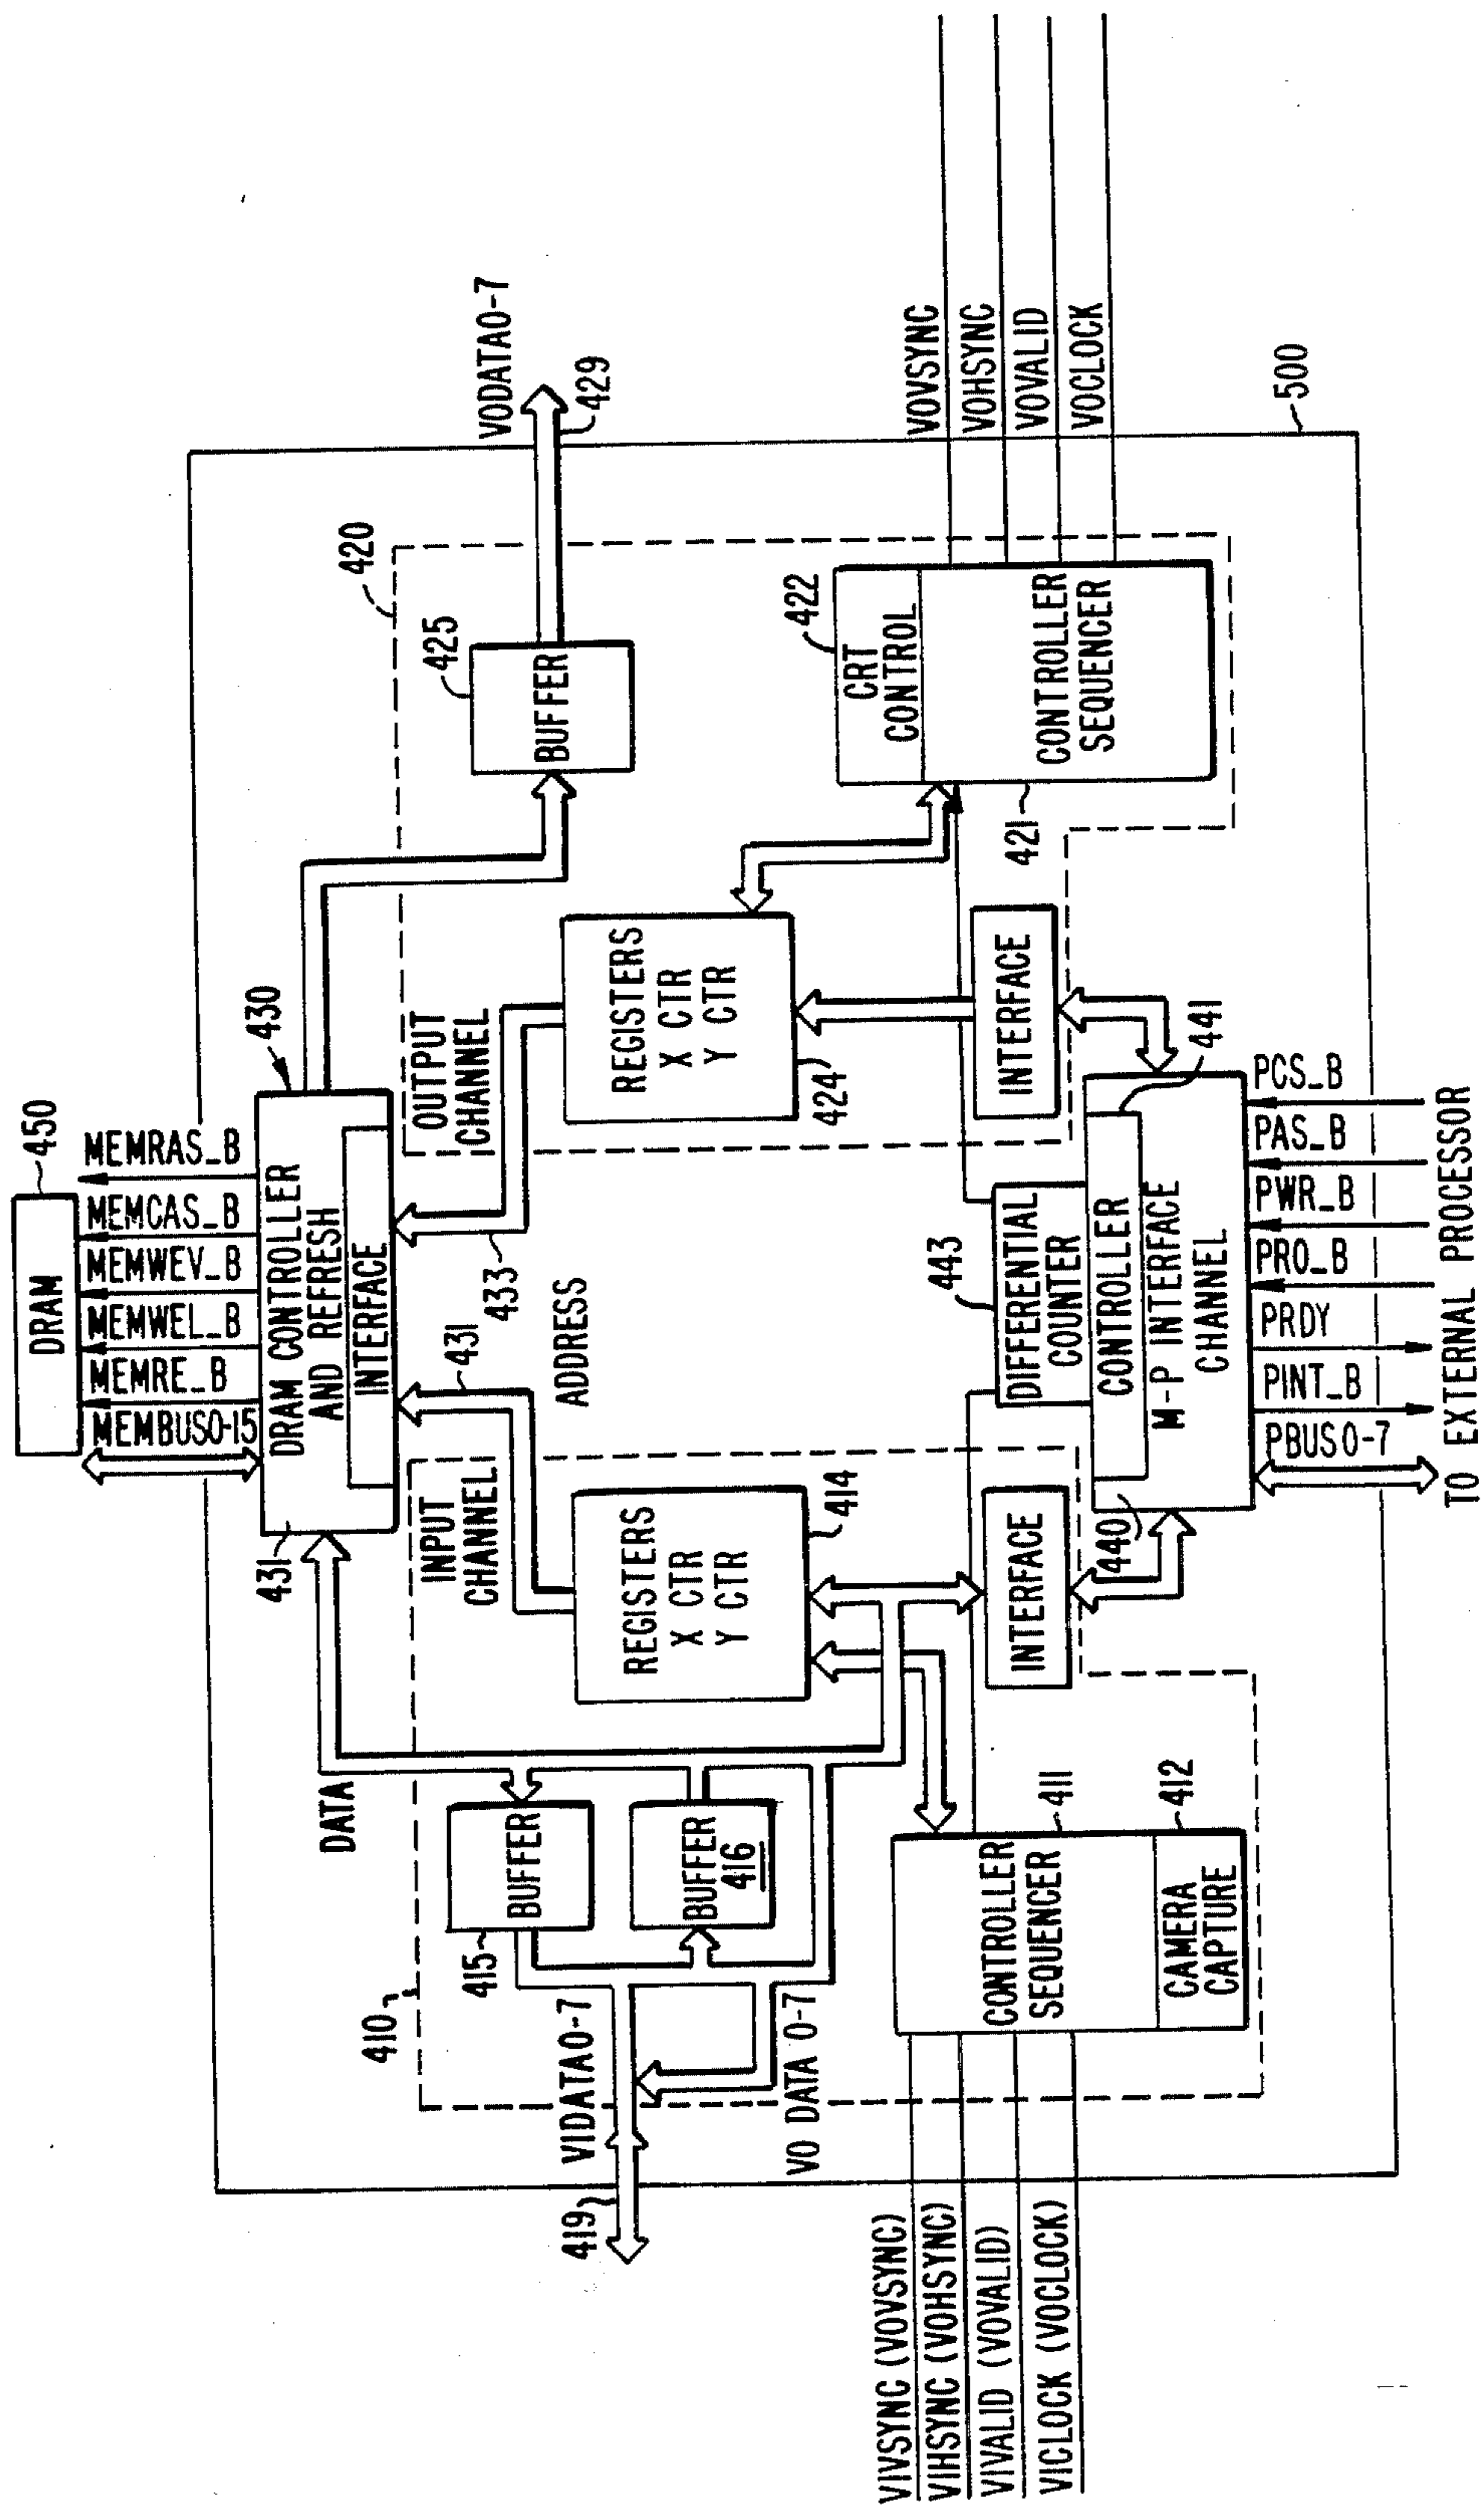 450
DRAM
MEMRAS_B
MEMCAS_B
MEMWEV_B
MEMWEL_B
MEMRE_B
MEMBUS0-15
430
DRAM CONTROLLER
AND REFRESH
INTERFACE
431
DATA
431
433
ADDRESS
INPUT
CHANNEL
OUTPUT
CHANNEL
410
420
BUFFER
415
BUFFER
416
BUFFER
425
VODATA0-7
429
VIDATA0-7
419
VO DATA 0-7
REGISTERS
X CTR
Y CTR
414
REGISTERS
X CTR
Y CTR
424
CRT
CONTROL
422
CONTROLLER
SEQUENCER
421
VOVSYNC
VOHSYNC
VOVALID
VOCLOCK
500
CONTROLLER
SEQUENCER
411
CAMERA
CAPTURE
412
VIVSYNC (VOVSYNC)
VIHSYNC (VOHSYNC)
VIVALID (VOVALID)
VICLOCK (VOCLOCK)
INTERFACE
INTERFACE
443
DIFFERENTIAL
COUNTER
CONTROLLER
441
M-P INTERFACE
CHANNEL
440
PCS_B
PAS_B
PWR_B
PRO_B
PRDY
PINT_B
PBUS0-7
TO EXTERNAL PROCESSOR